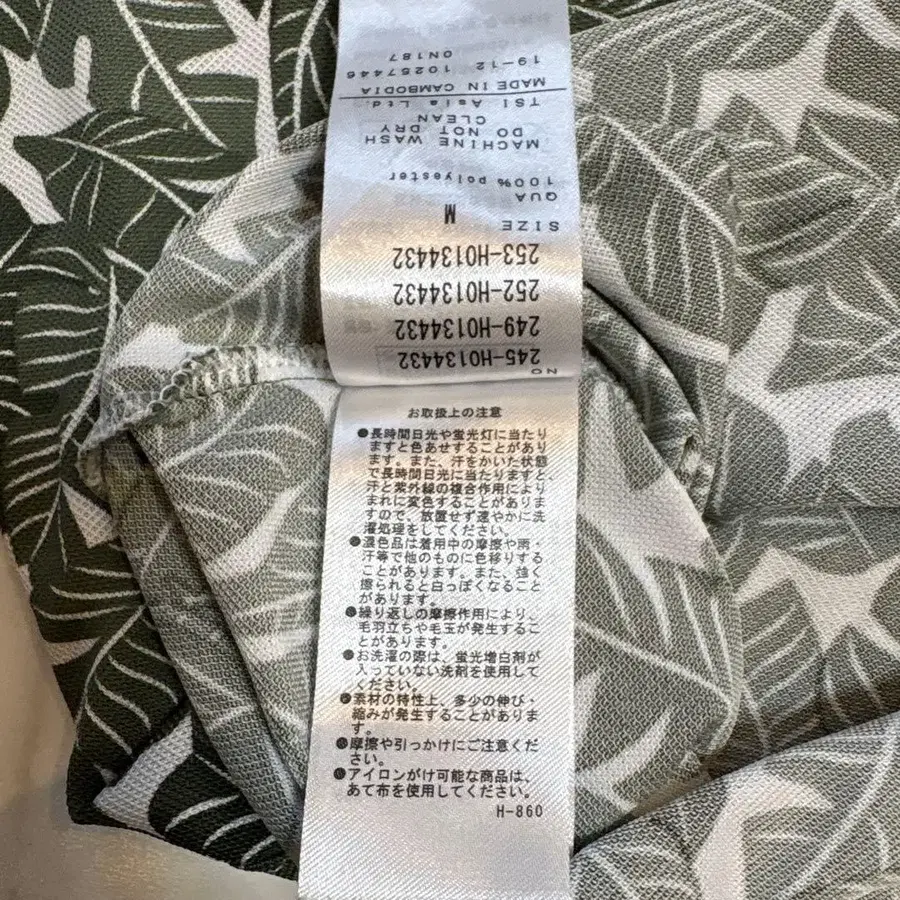 NO
245-H0134432
249-H0134432
252-H0134432
253-H0134432
SIZE
M
QUA
100% polyester
MACHINE WASH
DO NOT DRY
CLEAN
TSI Asia Ltd.
MADE IN CAMBODIA
19-12 10257446
0N187
お取扱上の注意
●長時間日光や蛍光灯に当たり
ますと色あせすることがあり
ます。また、汗をかいた状態
で長時間日光に当たりますと、
汗と紫外線の複合作用により
まれに変色することがありま
すので、放置せず速やかに洗
濯処理をしてください。
●濃色品は着用中の摩擦や雨・
汗等で他のものに色移りする
ことがあります。また、強く
擦られると白っぽくなること
があります。
●繰り返しの摩擦作用により、
毛羽立ちや毛玉が発生するこ
とがあります。
●お洗濯の際は、蛍光増白剤が
入っていない洗剤を使用して
ください。
●素材の特性上、多少の伸び・
縮みが発生することがありま
す。
●摩擦や引っかけにご注意くだ
さい。
●アイロンがけ可能な商品は、
あて布を使用してください。
H-860